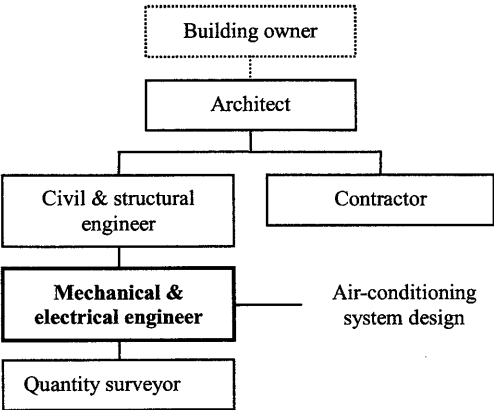 Building owner
Architect
Civil & structural
engineer
Contractor
Mechanical &
electrical engineer
Air-conditioning
system design
Quantity surveyor